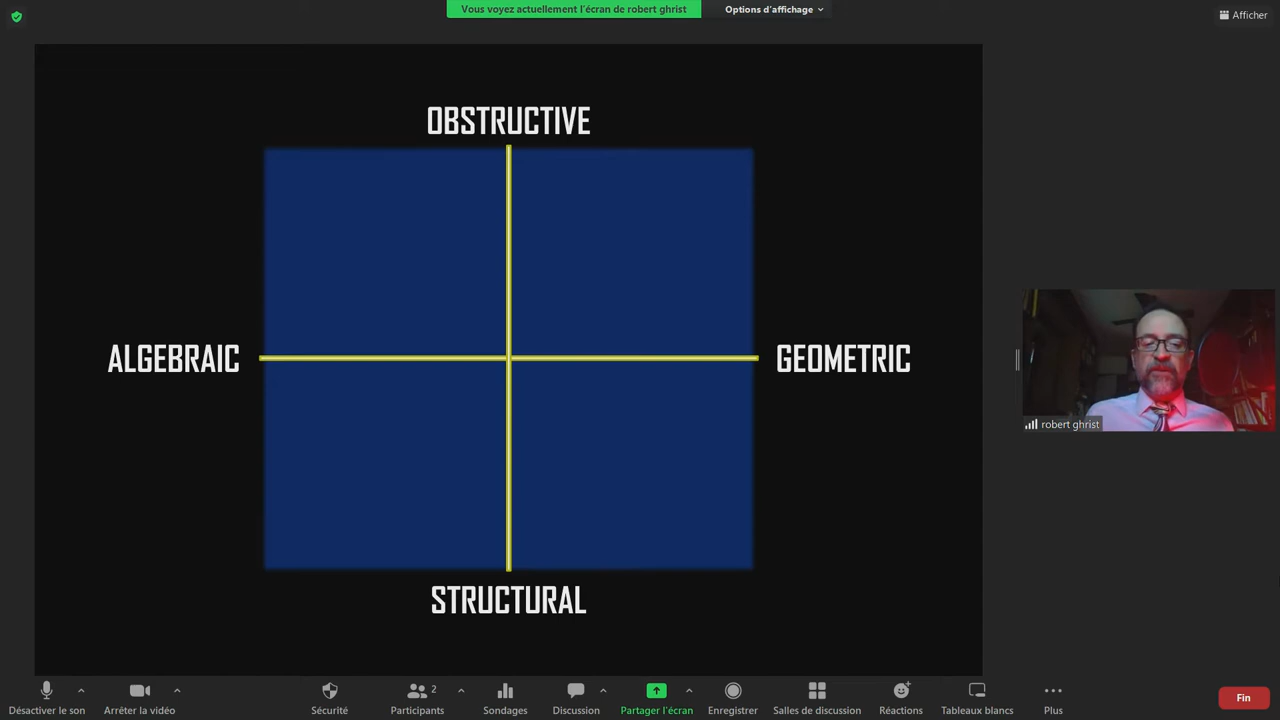 Vous voyez actuellement l'écran de robert ghrist
Options d'affichage
Afficher
OBSTRUCTIVE
ALGEBRAIC
GEOMETRIC
robert ghrist
STRUCTURAL
2
Désactiver le son
Arrêter la vidéo
Sécurité
Participants
Sondages
Discussion
Partager l'écran
Enregistrer
Salles de discussion
Réactions
Tableaux blancs
Plus
Fin